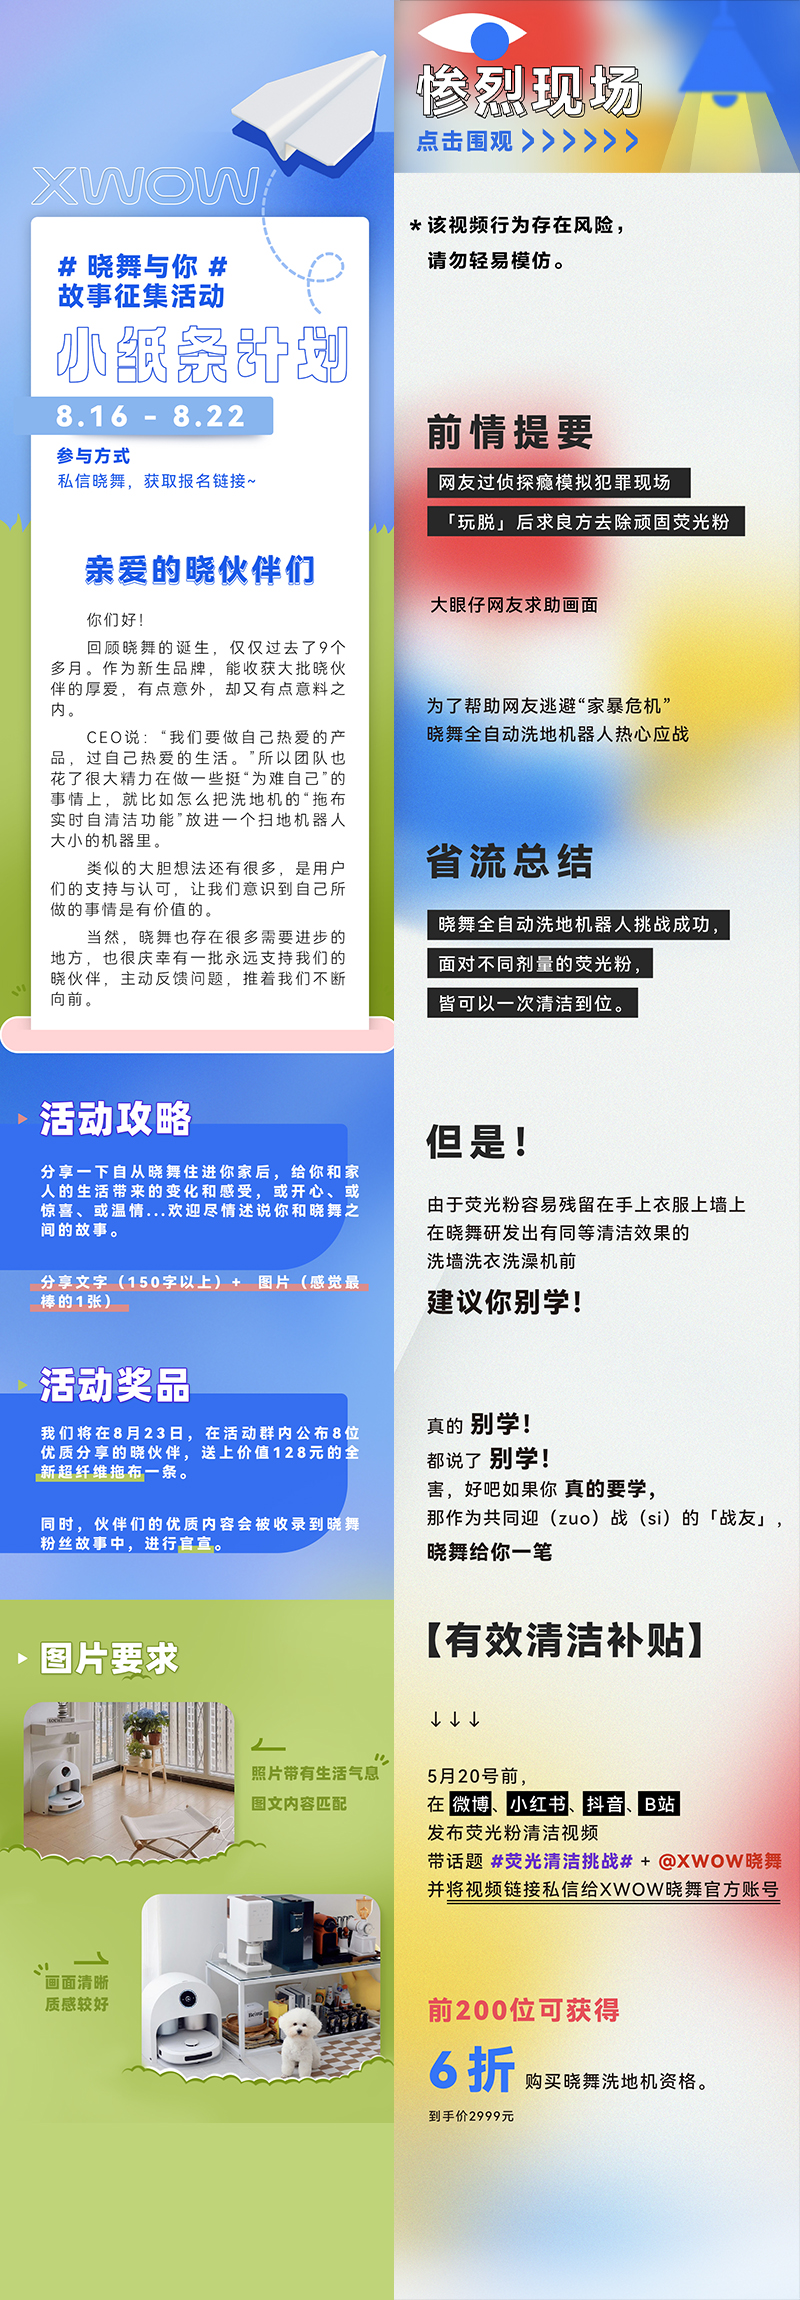 XWOW
# 晓舞与你 #
故事征集活动
小纸条计划
8.16 - 8.22
参与方式
私信晓舞，获取报名链接~
亲爱的晓伙伴们
你们好！
回顾晓舞的诞生，仅仅过去了9个
多月。作为新生品牌，能收获大批晓伙
伴的厚爱，有点意外，却又有点意料之
内。
CEO说：“我们要做自己热爱的产
品，过自己热爱的生活。”所以团队也
花了很大精力在做一些挺“为难自己”的
事情上，就比如怎么把洗地机的“拖布
实时自清洁功能”放进一个扫地机器人
大小的机器里。
类似的大胆想法还有很多，是用户
们的支持与认可，让我们意识到自己所
做的事情是有价值的。
当然，晓舞也存在很多需要进步的
地方，也很庆幸有一批永远支持我们的
晓伙伴，主动反馈问题，推着我们不断
向前。
活动攻略
分享一下自从晓舞住进你家后，给你和家
人的生活带来的变化和感受，或开心、或
惊喜、或温情...欢迎尽情述说你和晓舞之
间的故事。
分享文字（150字以上）+ 图片（感觉最
棒的1张）
活动奖品
我们将在8月23日，在活动群内公布8位
优质分享的晓伙伴，送上价值128元的全
新超纤维拖布一条。
同时，伙伴们的优质内容会被收录到晓舞
粉丝故事中，进行官宣。
图片要求
照片带有生活气息
图文内容匹配
画面清晰
质感较好
惨烈现场
点击围观 >>>>>>
* 该视频行为存在风险，
请勿轻易模仿。
前情提要
网友过侦探瘾模拟犯罪现场
「玩脱」后求良方去除顽固荧光粉
大眼仔网友求助画面
为了帮助网友逃避“家暴危机”
晓舞全自动洗地机器人热心应战
省流总结
晓舞全自动洗地机器人挑战成功，
面对不同剂量的荧光粉，
皆可以一次清洁到位。
但是！
由于荧光粉容易残留在手上衣服上墙上
在晓舞研发出有同等清洁效果的
洗墙洗衣洗澡机前
建议你别学！
真的 别学！
都说了 别学！
害，好吧如果你 真的要学，
那作为共同迎（zuo）战（si）的「战友」，
晓舞给你一笔
【有效清洁补贴】
↓↓↓
5月20号前，
在 微博、小红书、抖音、B站
发布荧光粉清洁视频
带话题 #荧光清洁挑战# + @XWOW晓舞
并将视频链接私信给XWOW晓舞官方账号
前200位可获得
6折 购买晓舞洗地机资格。
到手价2999元